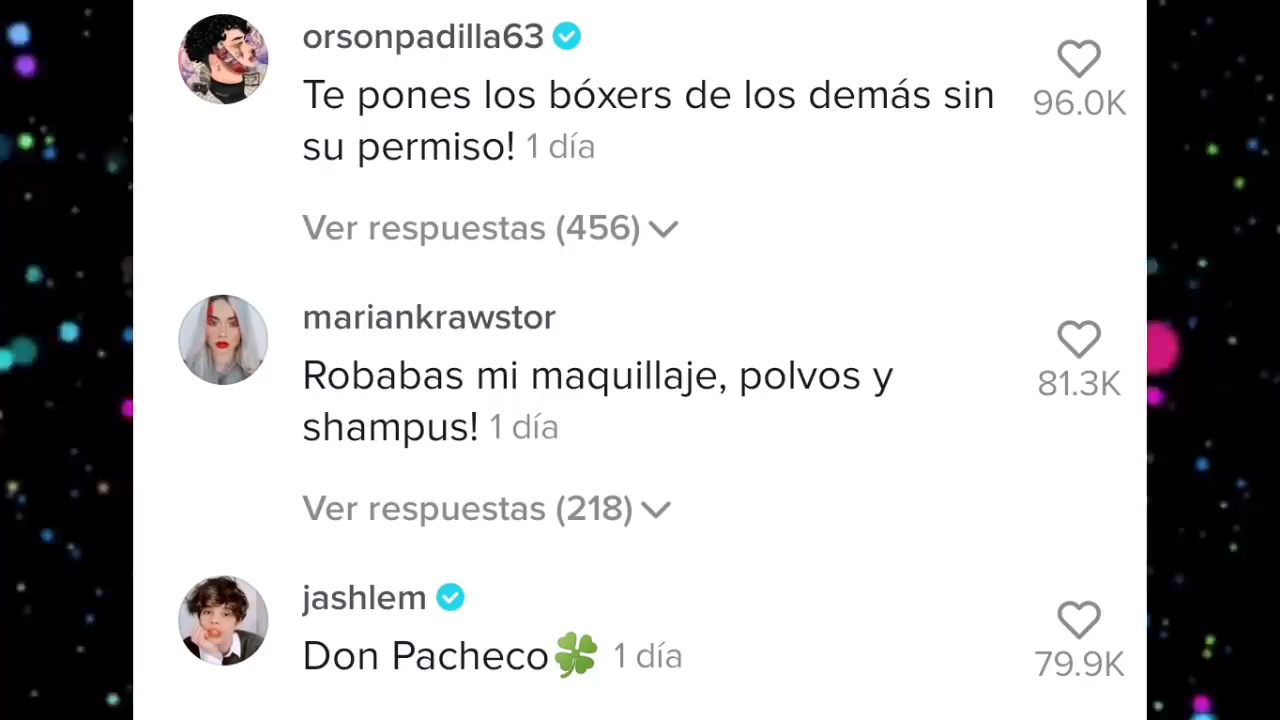 orsonpadilla63
96.0K
Te pones los bóxers de los demás sin
su permiso! 1 día
Ver respuestas (456)
mariankrawstor
81.3K
Robabas mi maquillaje, polvos y
shampus! 1 día
Ver respuestas (218)
jashlem
79.9K
Don Pacheco🍀 1 día